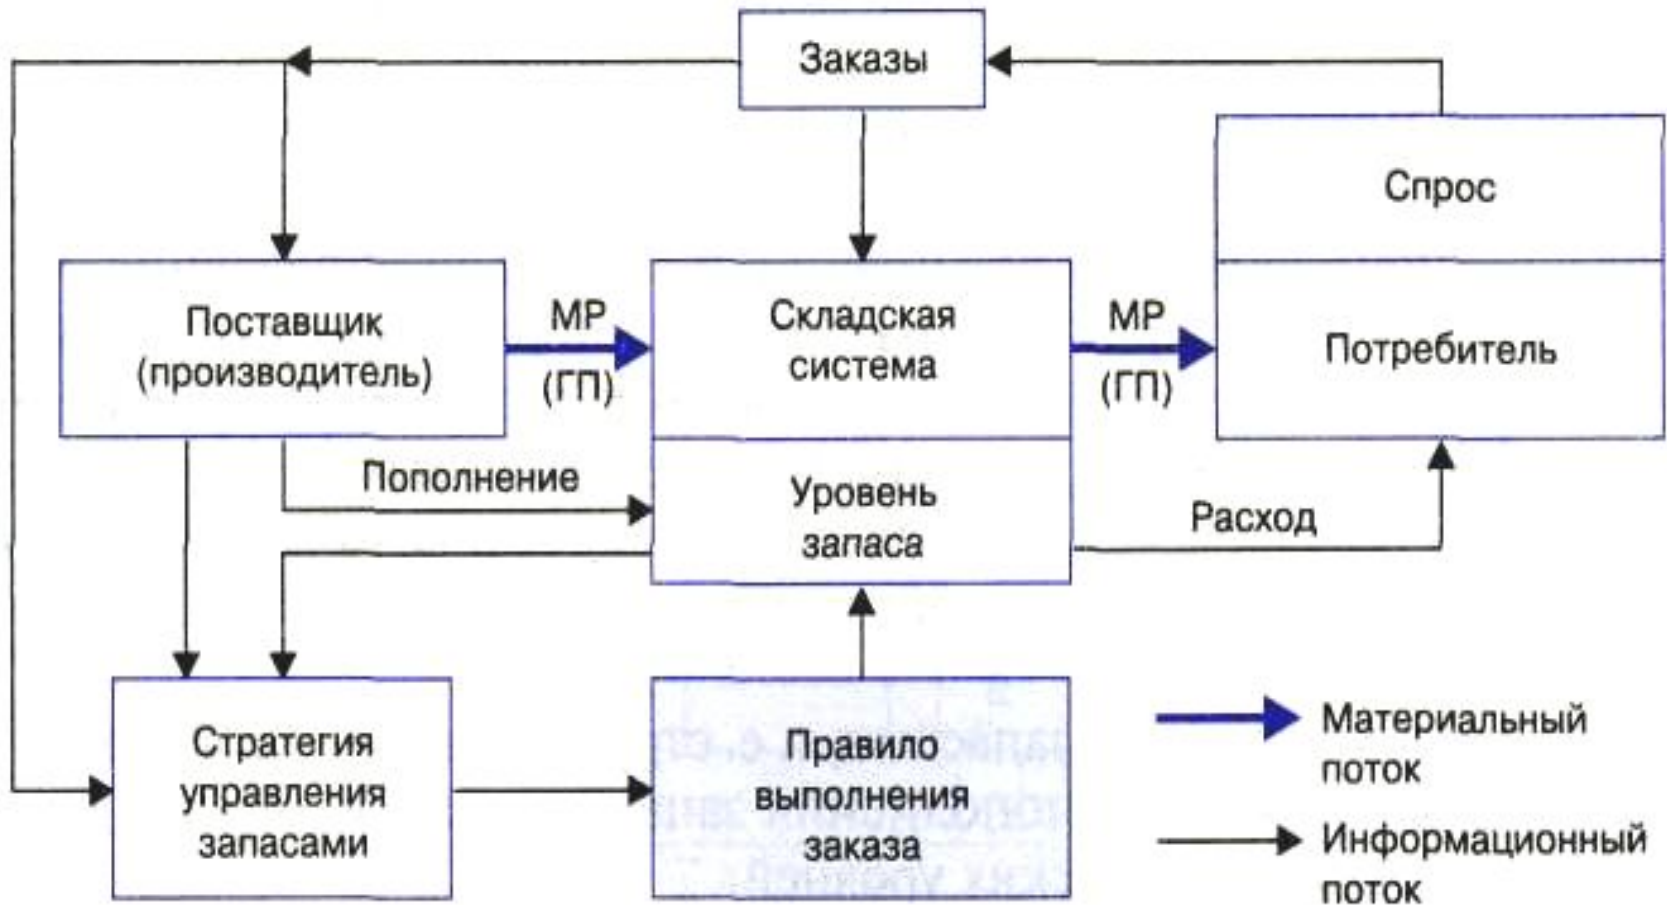 Заказы
Спрос
Поставщик
(производитель)
МР
(ГП)
Складская
система
МР
(ГП)
Потребитель
Пополнение
Уровень
запаса
Расход
Стратегия
управления
запасами
Правило
выполнения
заказа
Материальный
поток
Информационный
поток